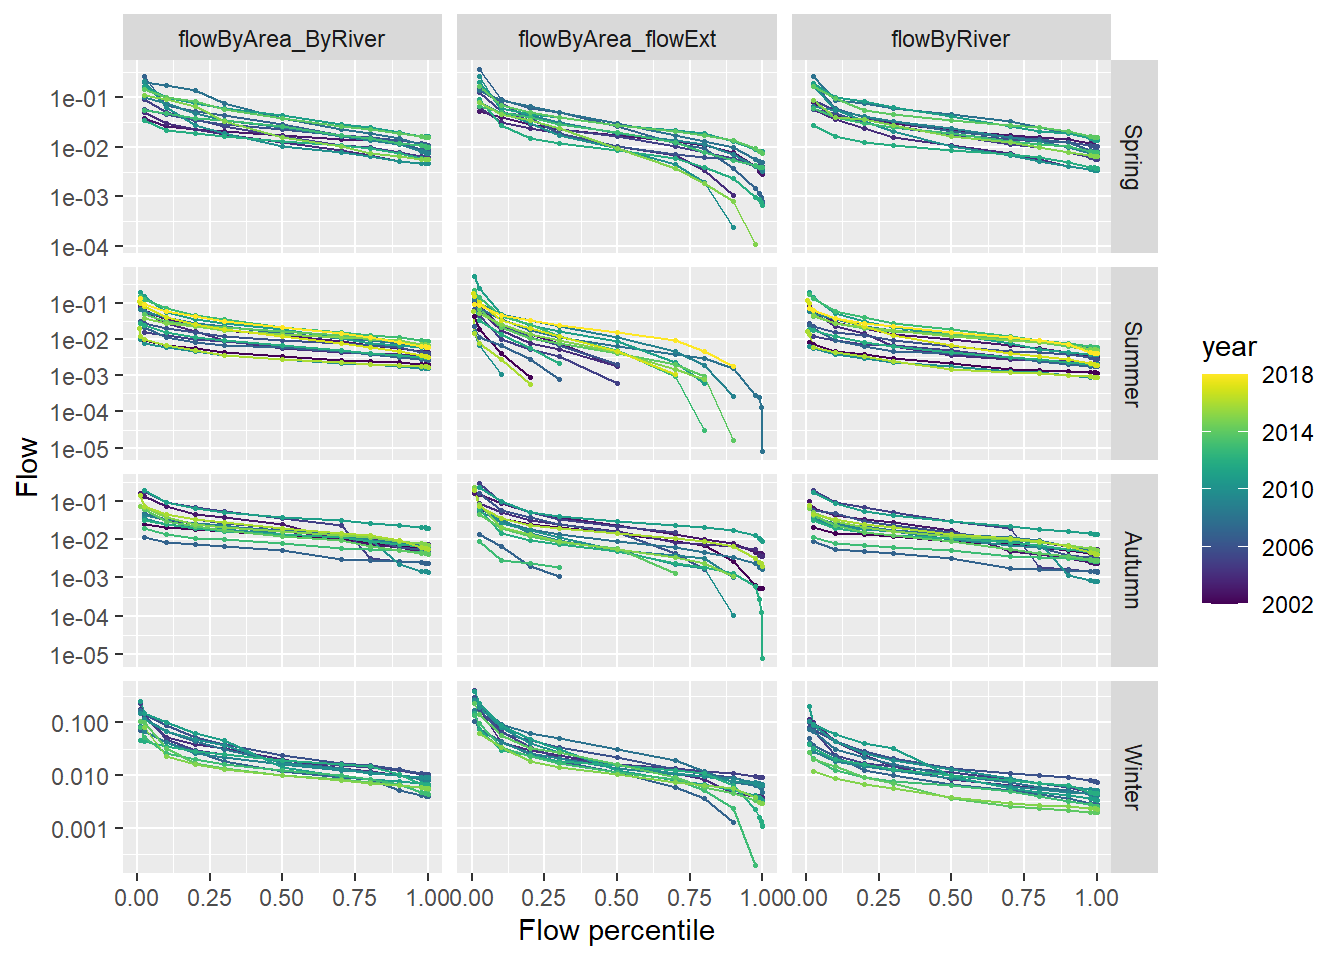 flowByArea_ByRiver
flowByArea_flowExt
flowByRiver
1e-01
1e-02
1e-03
1e-04
Spring
1e-01
1e-02
1e-03
1e-04
1e-05
Summer
1e-01
1e-02
1e-03
1e-04
1e-05
Autumn
0.100
0.010
0.001
Winter
0.00 0.25 0.50 0.75 1.00
0.00 0.25 0.50 0.75 1.00
0.00 0.25 0.50 0.75 1.00
Flow percentile
Flow
year
2018
2014
2010
2006
2002